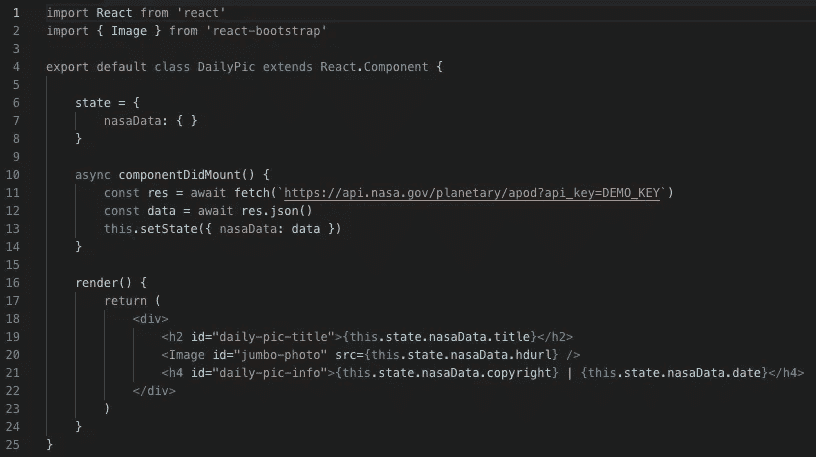 1 import React from 'react'
2 import { Image } from 'react-bootstrap'
3
4 export default class DailyPic extends React.Component {
5
6 state = {
7 nasaData: { }
8 }
9
10 async componentDidMount() {
11 const res = await fetch(`https://api.nasa.gov/planetary/apod?api_key=DEMO_KEY`)
12 const data = await res.json()
13 this.setState({ nasaData: data })
14 }
15
16 render() {
17 return (
18 <div>
19 <h2 id="daily-pic-title">{this.state.nasaData.title}</h2>
20 <Image id="jumbo-photo" src={this.state.nasaData.hdurl} />
21 <h4 id="daily-pic-info">{this.state.nasaData.copyright} | {this.state.nasaData.date}</h4>
22 </div>
23 )
24 }
25 }